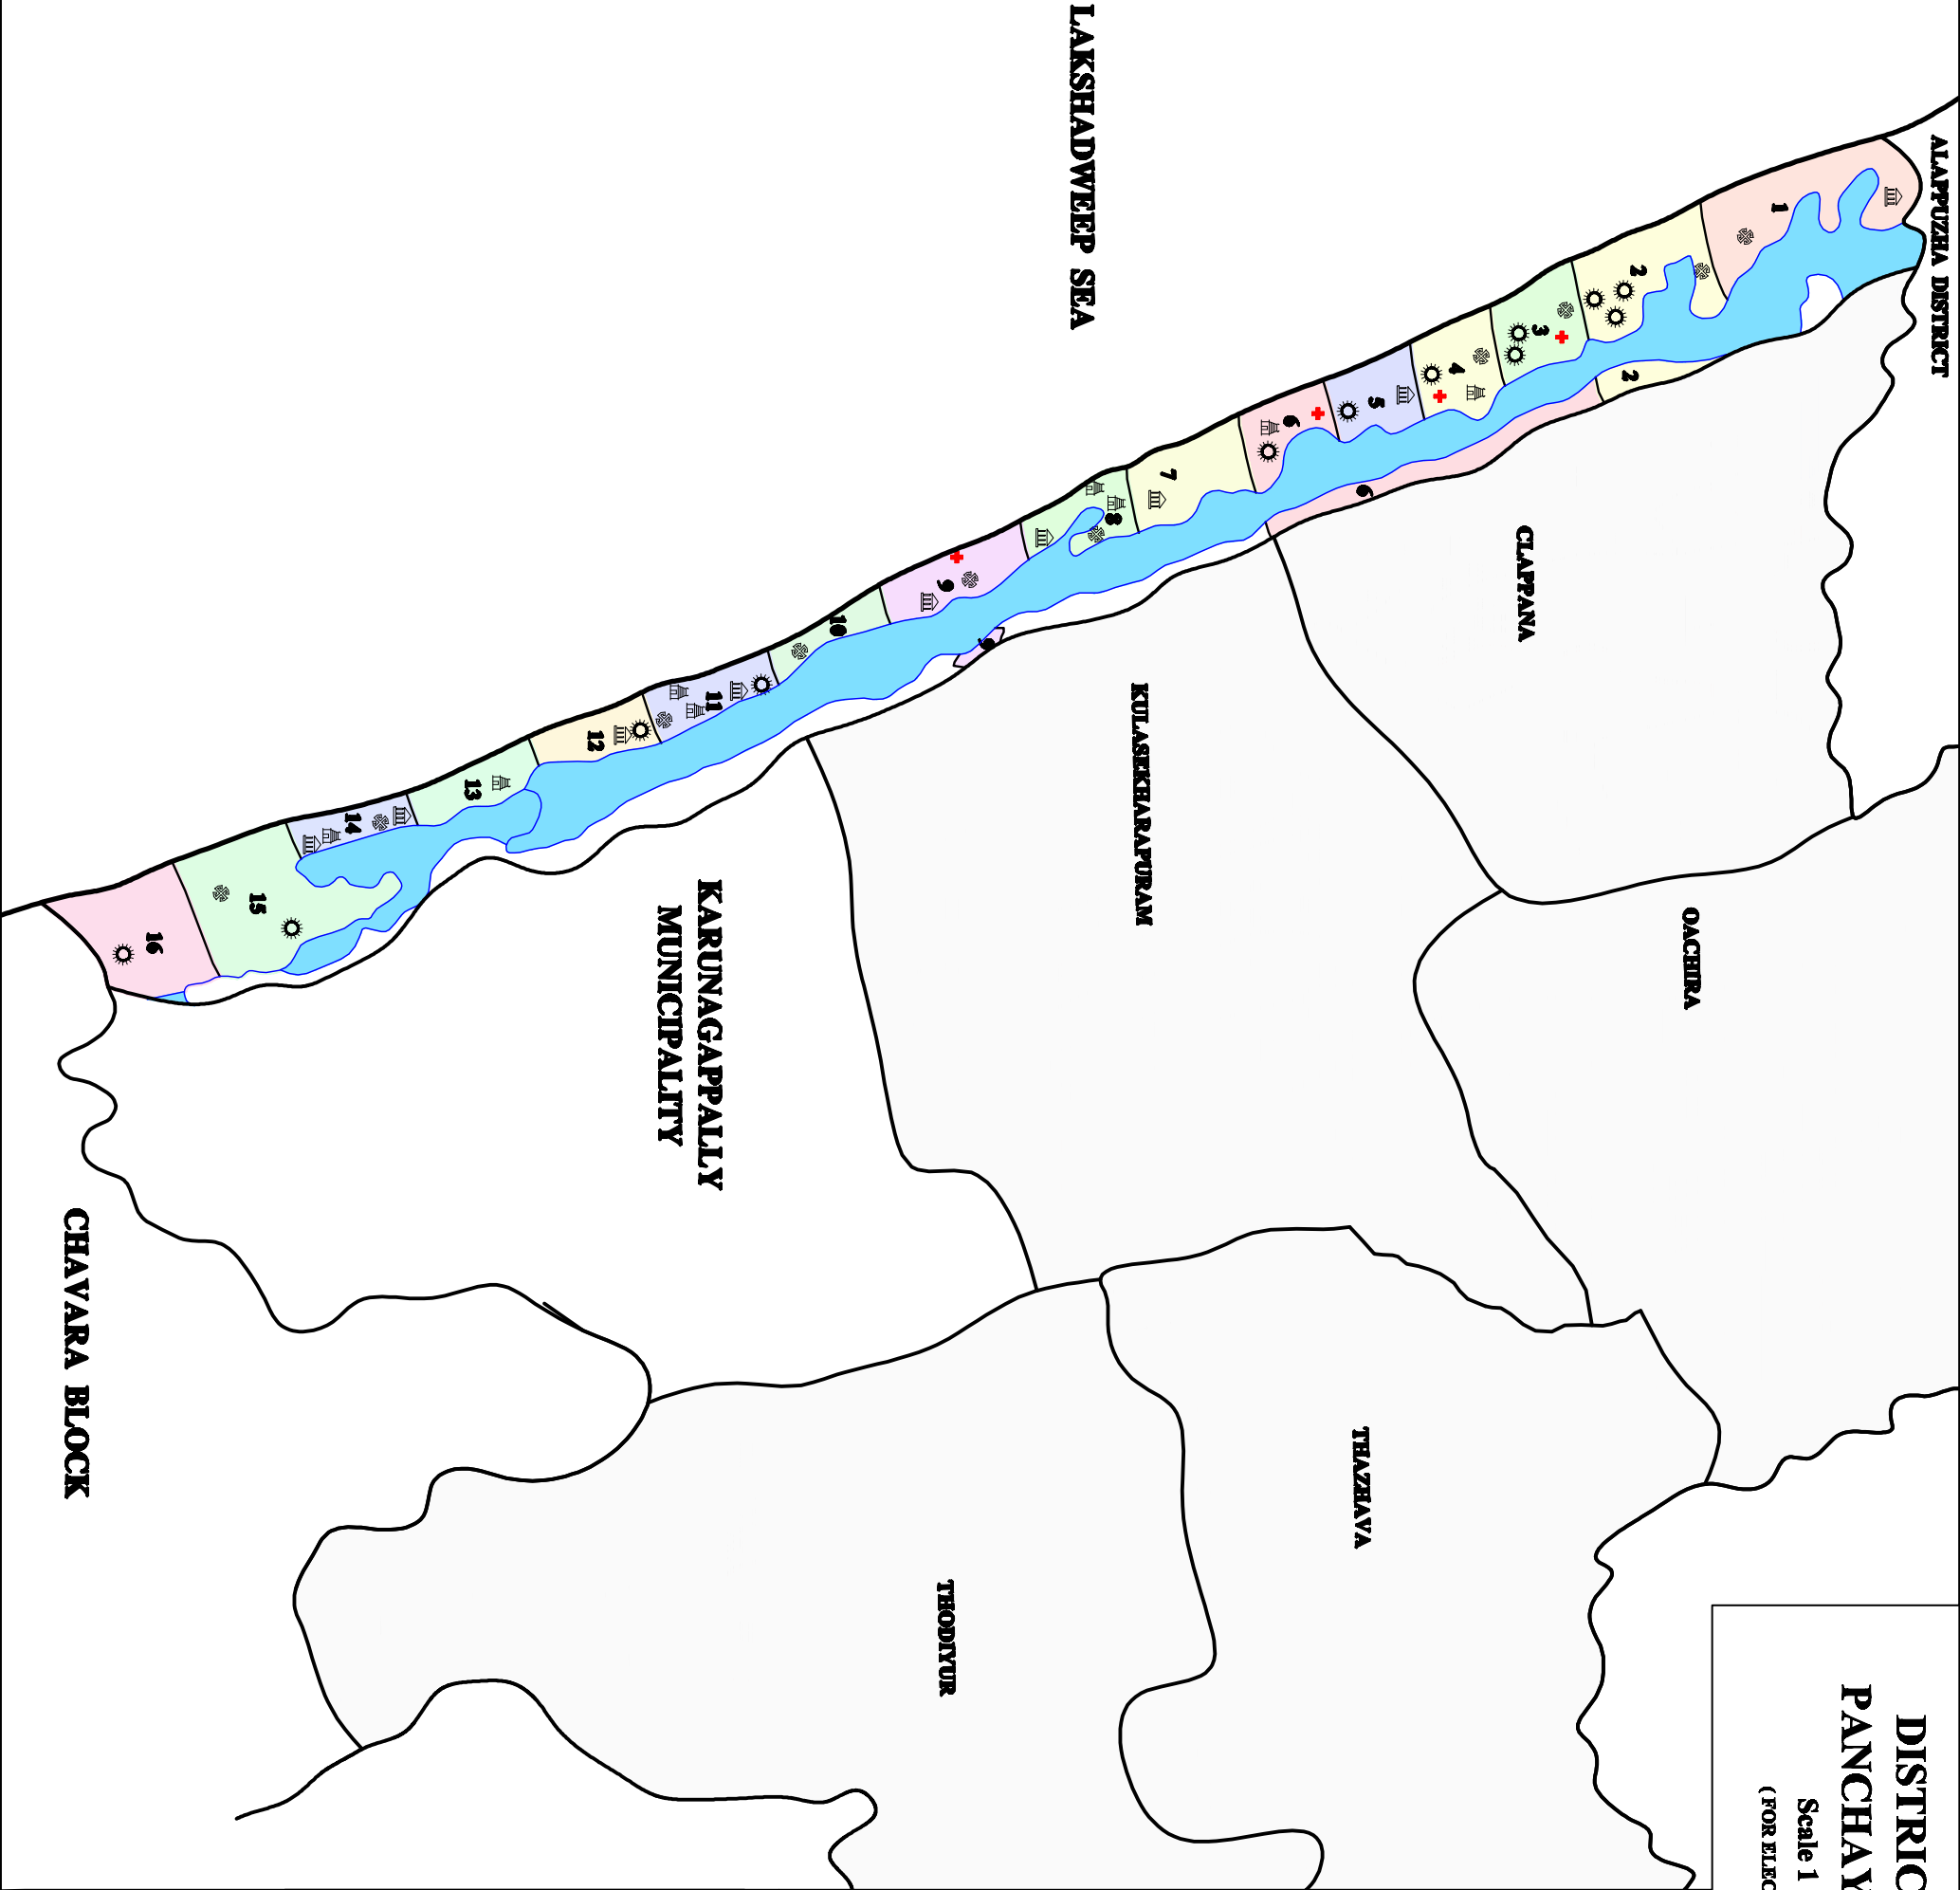 DISTRIC
PANCHAY
Scale 1
( FOR ELEC
ALAPPUZHA DISTRICT
LAKSHADWEEP SEA
1
2
2
3
4
5
6
6
7
8
9
9
10
11
12
13
14
15
16
CLAPPANA
OACHIRA
KULASEKHARAPURAM
KARUNAGAPPALLY
MUNICIPALITY
THAZHAVA
THODIYUR
CHAVARA BLOCK